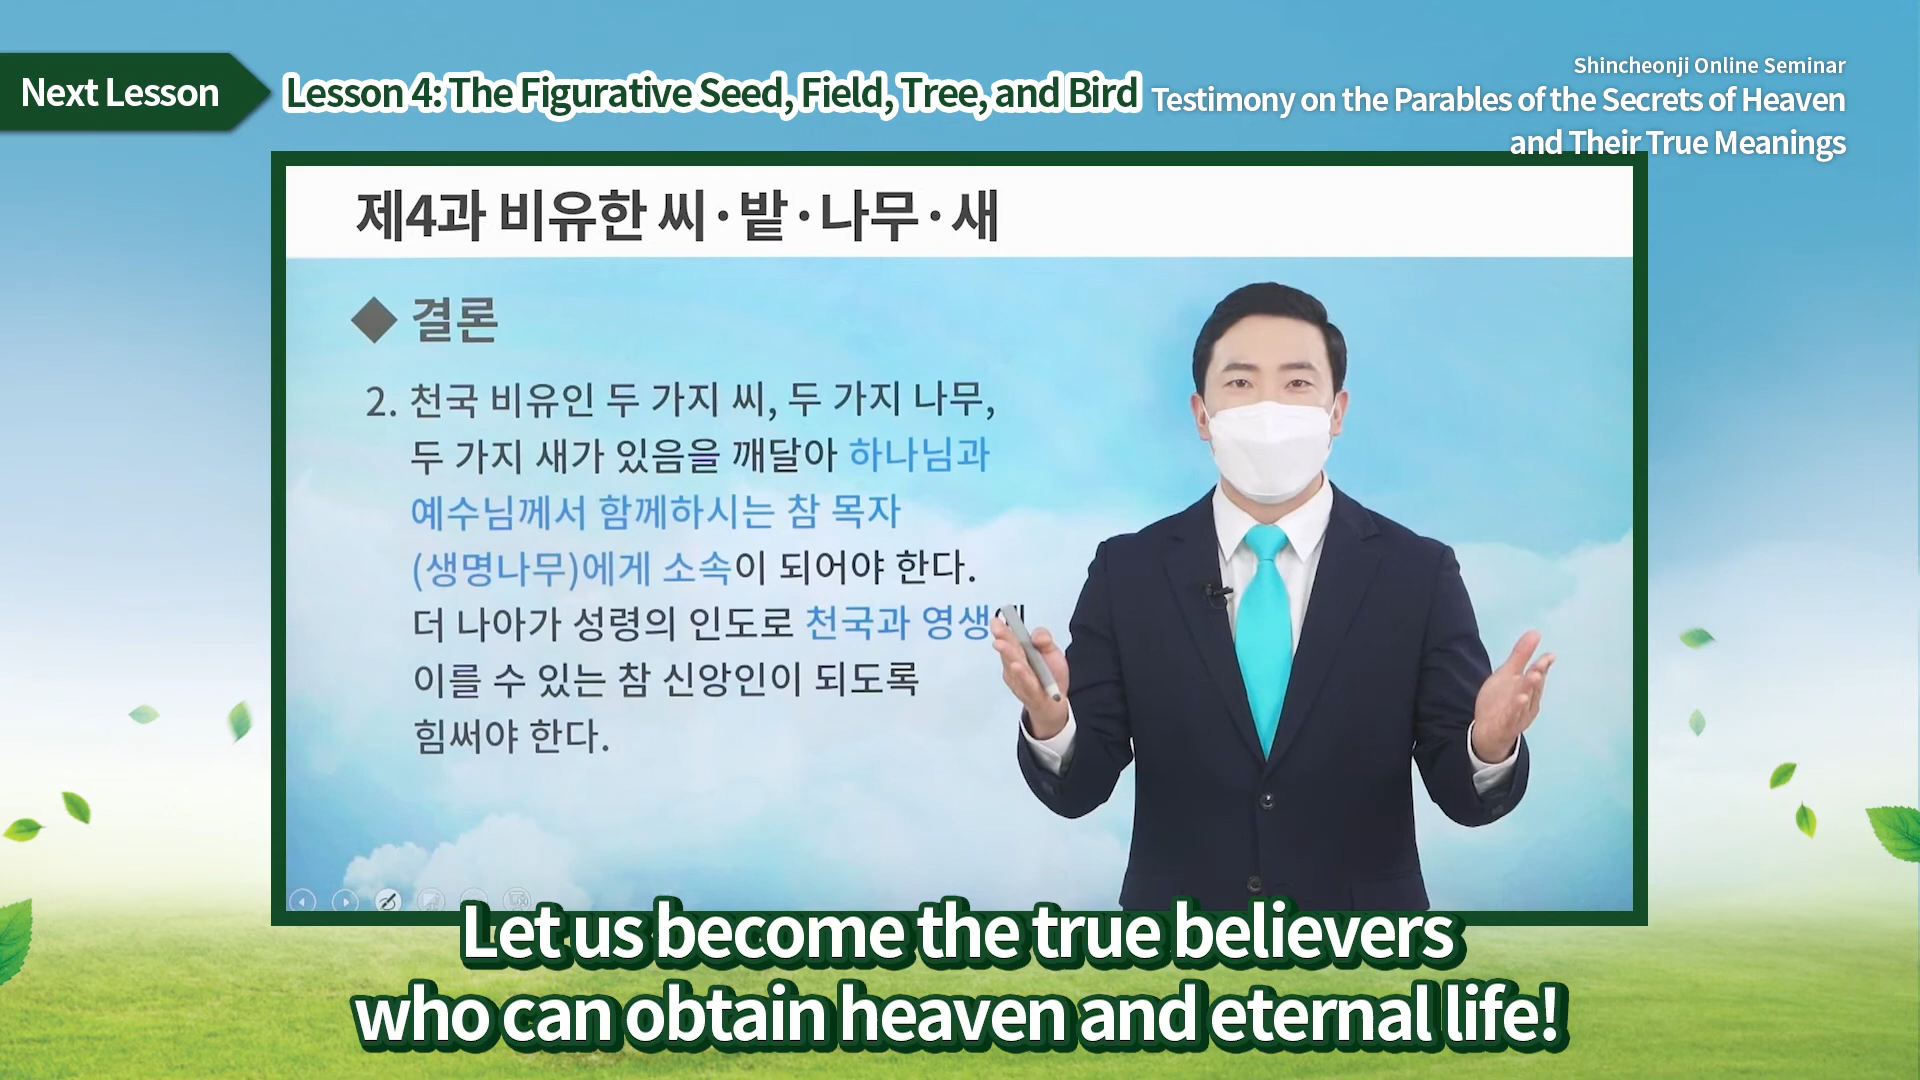 Next Lesson
Lesson 4: The Figurative Seed, Field, Tree, and Bird
Shincheonji Online Seminar
Testimony on the Parables of the Secrets of Heaven
and Their True Meanings
제4과 비유한 씨·밭·나무·새
◆ 결론
2. 천국 비유인 두 가지 씨, 두 가지 나무,
두 가지 새가 있음을 깨달아 하나님과
예수님께서 함께하시는 참 목자
(생명나무)에게 소속이 되어야 한다.
더 나아가 성령의 인도로 천국과 영생에
이를 수 있는 참 신앙인이 되도록
힘써야 한다.
Let us become the true believers
who can obtain heaven and eternal life!